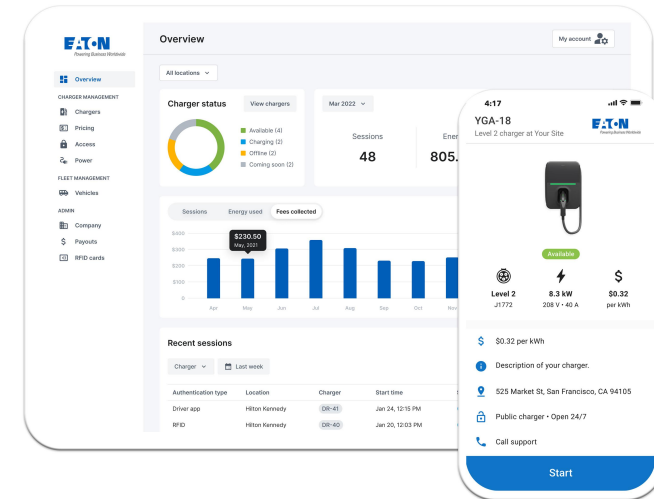 EATON
Powering Business Worldwide
Overview
My account
Overview
CHARGER MANAGEMENT
Chargers
Pricing
Access
Power
FLEET MANAGEMENT
Vehicles
ADMIN
Company
Payouts
RFID cards
All locations
Charger status
View chargers
Available (4)
Charging (2)
Offline (2)
Coming soon (2)
Mar 2022
Sessions
48
805.
Sessions
Energy used
Fees collected
$400
$300
$200
$100
0
$230.50
May, 2021
Apr
May
Jun
Jul
Aug
Sep
Oct
Nov
Recent sessions
Charger
Last week
Authentication type Location Charger Start time
Driver app Hilton Kennedy DR-41 Jan 24, 12:15 PM
RFID Hilton Kennedy DR-40 Jan 20, 12:03 PM
4:17
YGA-18
Level 2 charger at Your Site
EATON
Powering Business Worldwide
Available
$
Level 2 8.3 kW $0.32
J1772 208 V • 40 A per kWh
$ $0.32 per kWh
Description of your charger.
525 Market St, San Francisco, CA 94105
Public charger • Open 24/7
Call support
Start